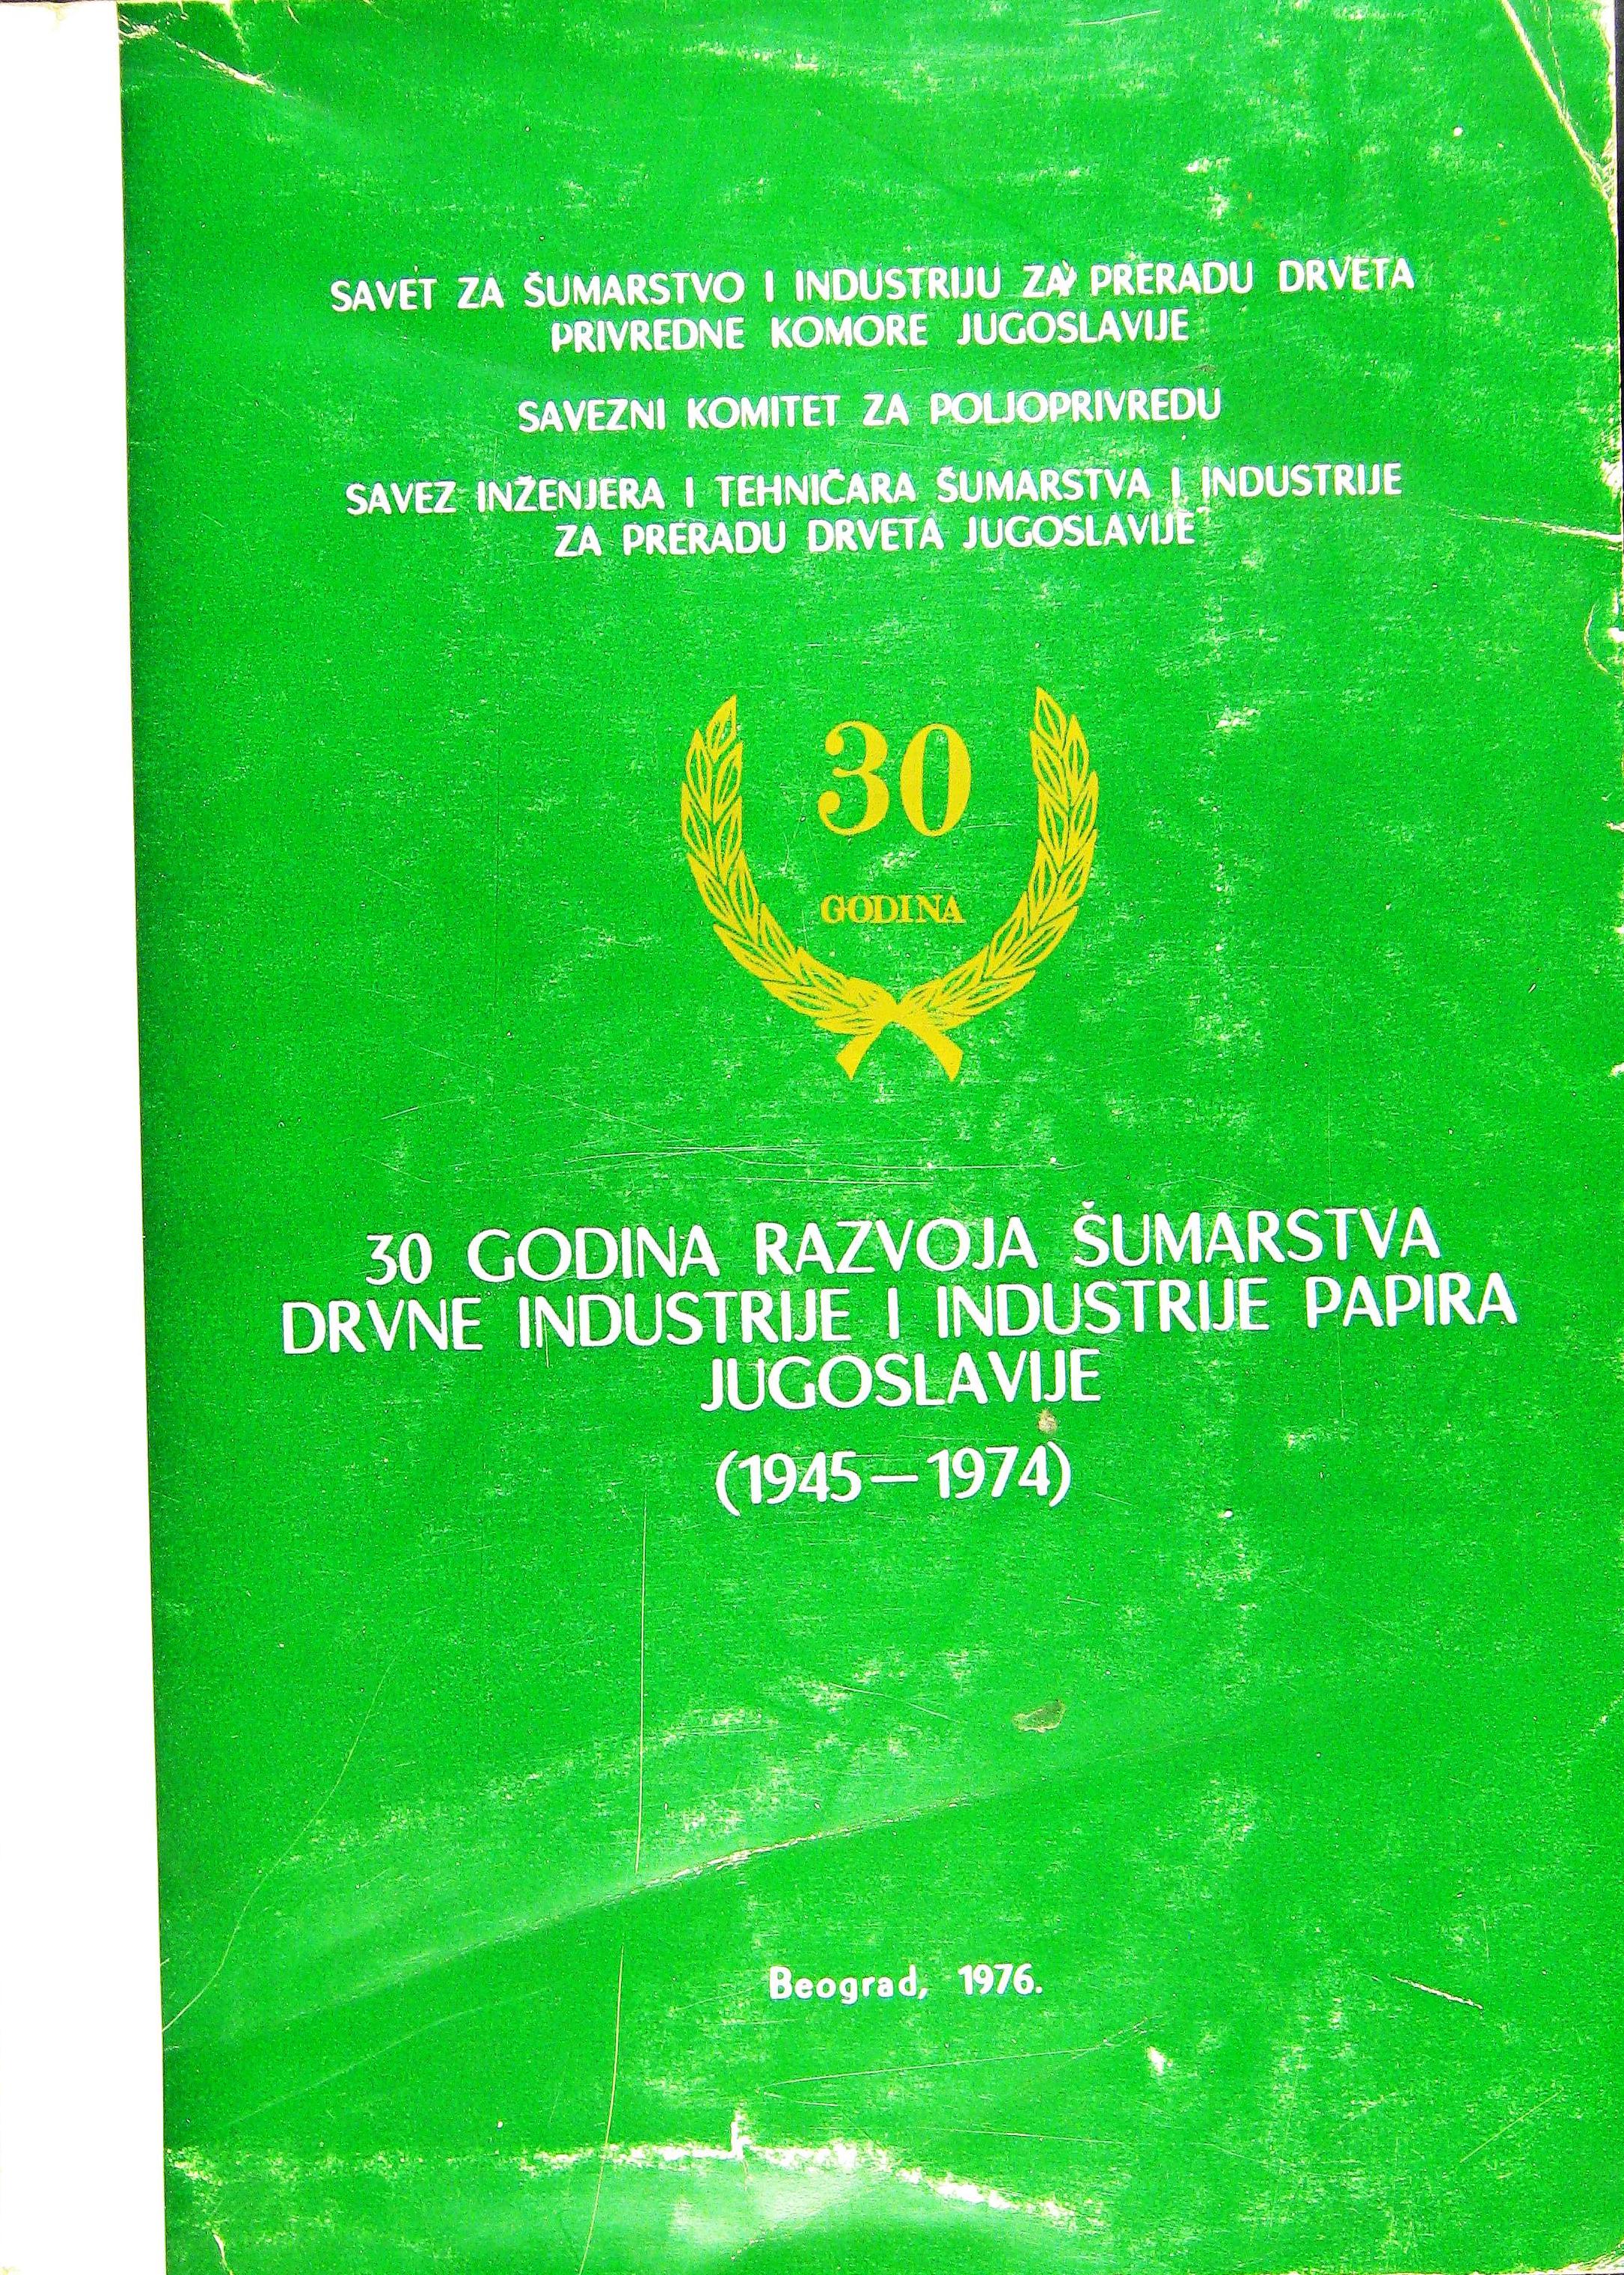 SAVET ZA ŠUMARSTVO I INDUSTRIJU ZA PRERADU DRVETA
PRIVREDNE KOMORE JUGOSLAVIJE
SAVEZNI KOMITET ZA POLJOPRIVREDU
SAVEZ INŽENJERA I TEHNIČARA ŠUMARSTVA I INDUSTRIJE
ZA PRERADU DRVETA JUGOSLAVIJE
30
GODINA
30 GODINA RAZVOJA ŠUMARSTVA
DRVNE INDUSTRIJE I INDUSTRIJE PAPIRA
JUGOSLAVIJE
(1945—1974)
Beograd, 1976.